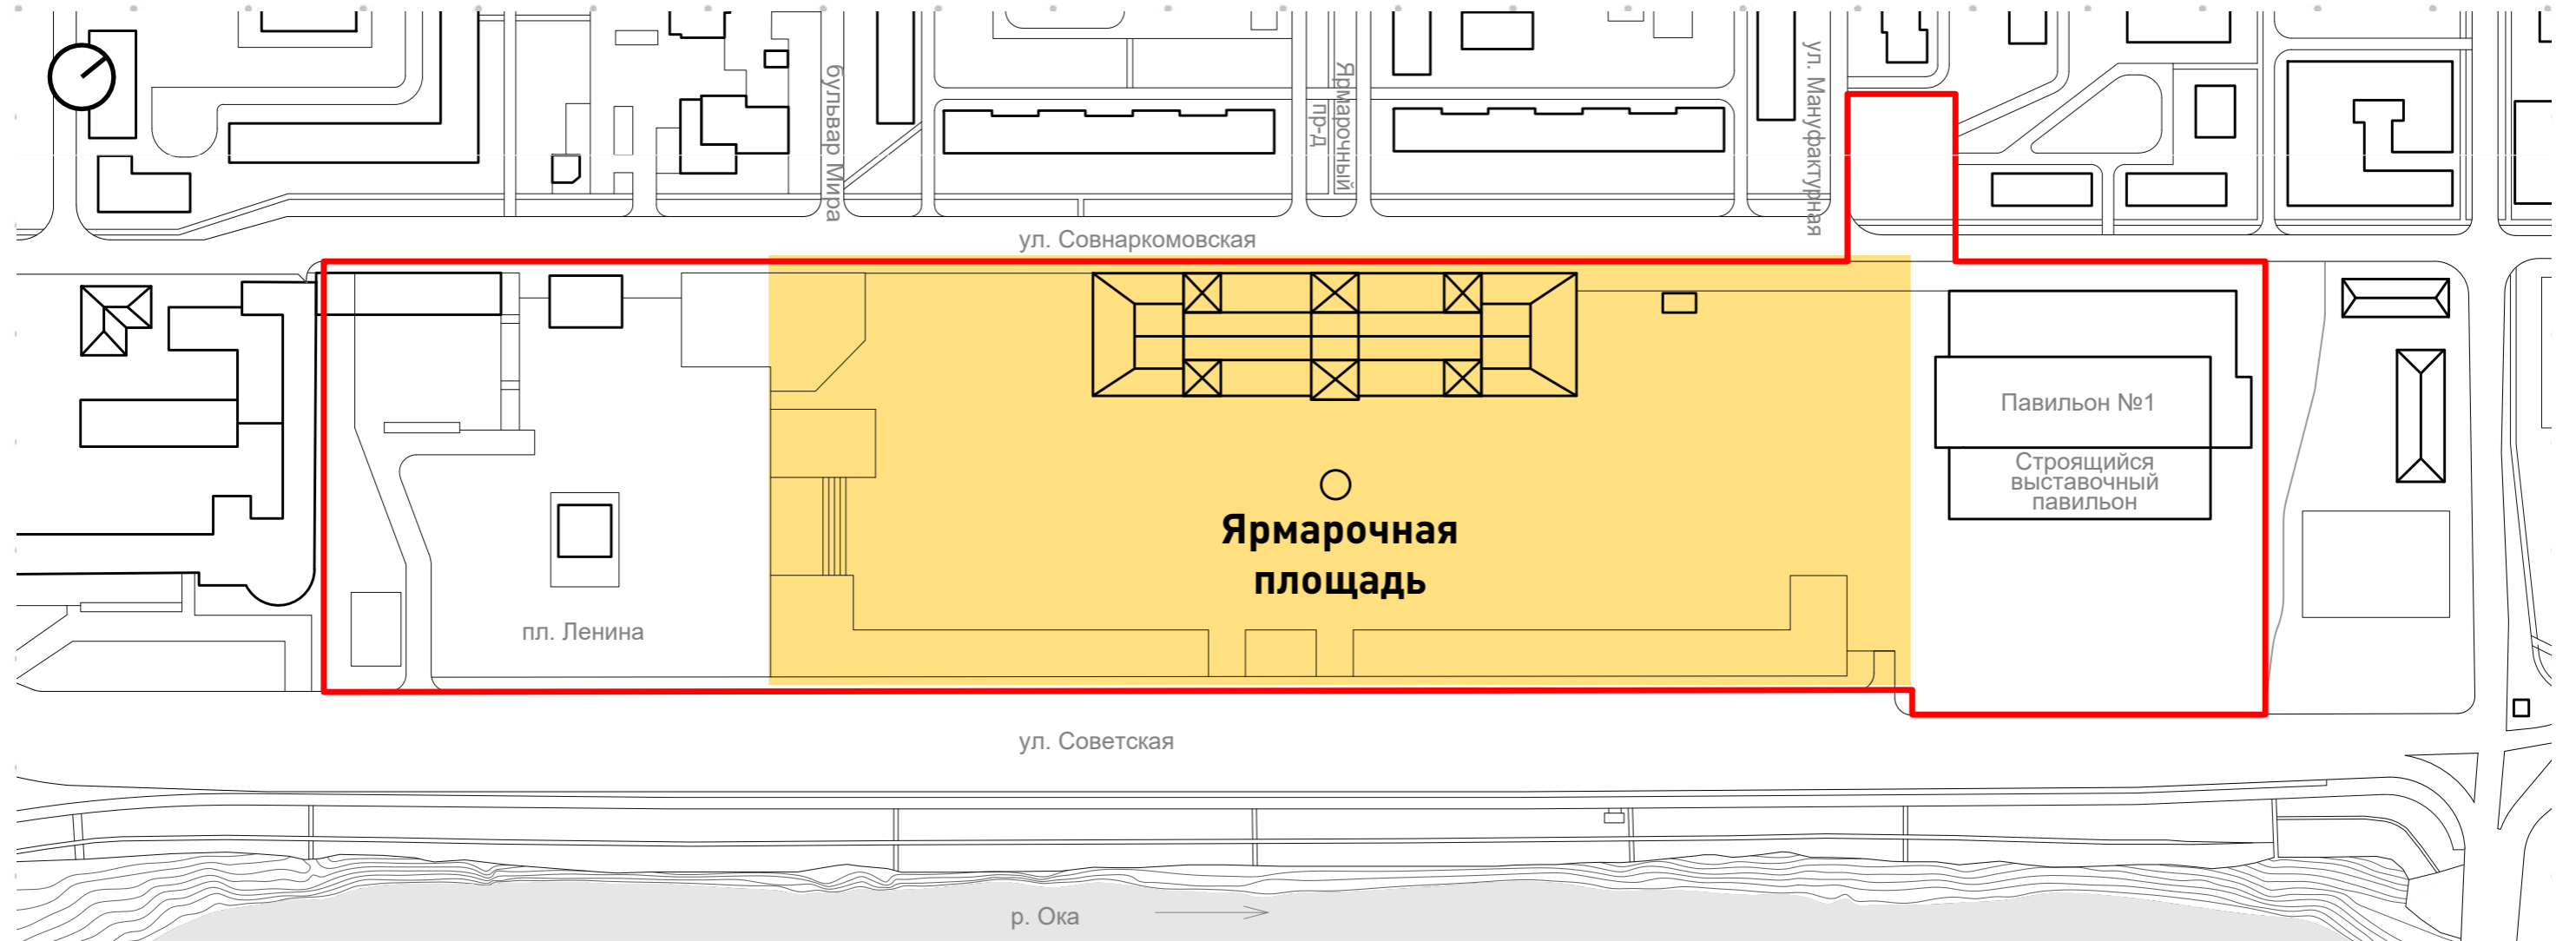 бульвар Мира
Ярмарочный
пр-д
ул. Мануфактурная
ул. Совнаркомовская
Павильон №1
Строящийся
выставочный
павильон
Ярмарочная
площадь
пл. Ленина
ул. Советская
р. Ока